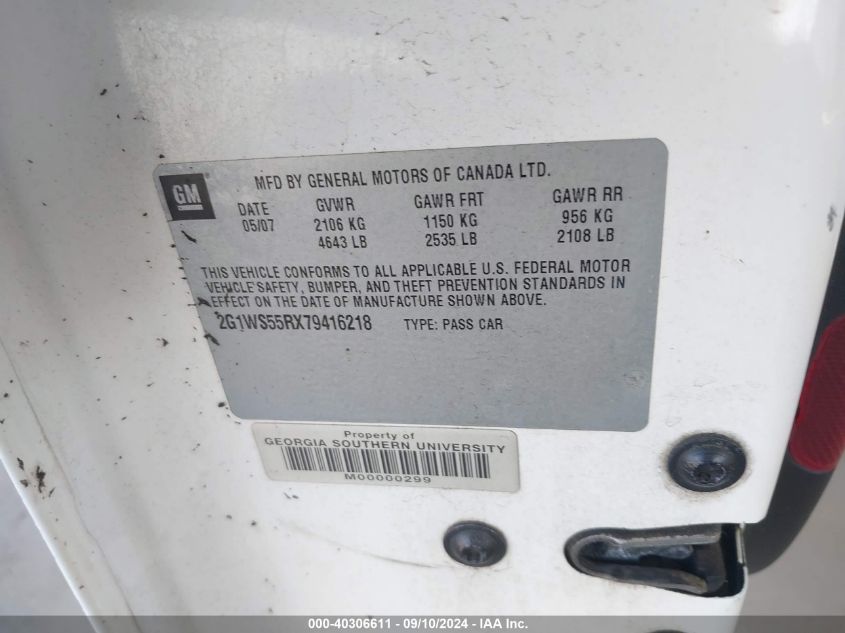 GM
MFD BY GENERAL MOTORS OF CANADA LTD.
DATE GVWR GAWR FRT GAWR RR
05/07 2106 KG 1150 KG 956 KG
4643 LB 2535 LB 2108 LB
THIS VEHICLE CONFORMS TO ALL APPLICABLE U.S. FEDERAL MOTOR
VEHICLE SAFETY, BUMPER, AND THEFT PREVENTION STANDARDS IN
EFFECT ON THE DATE OF MANUFACTURE SHOWN ABOVE.
2G1WS55RX79416218 TYPE: PASS CAR
Property of
GEORGIA SOUTHERN UNIVERSITY
M00000299
000-40306611 - 09/10/2024 - IAA Inc.